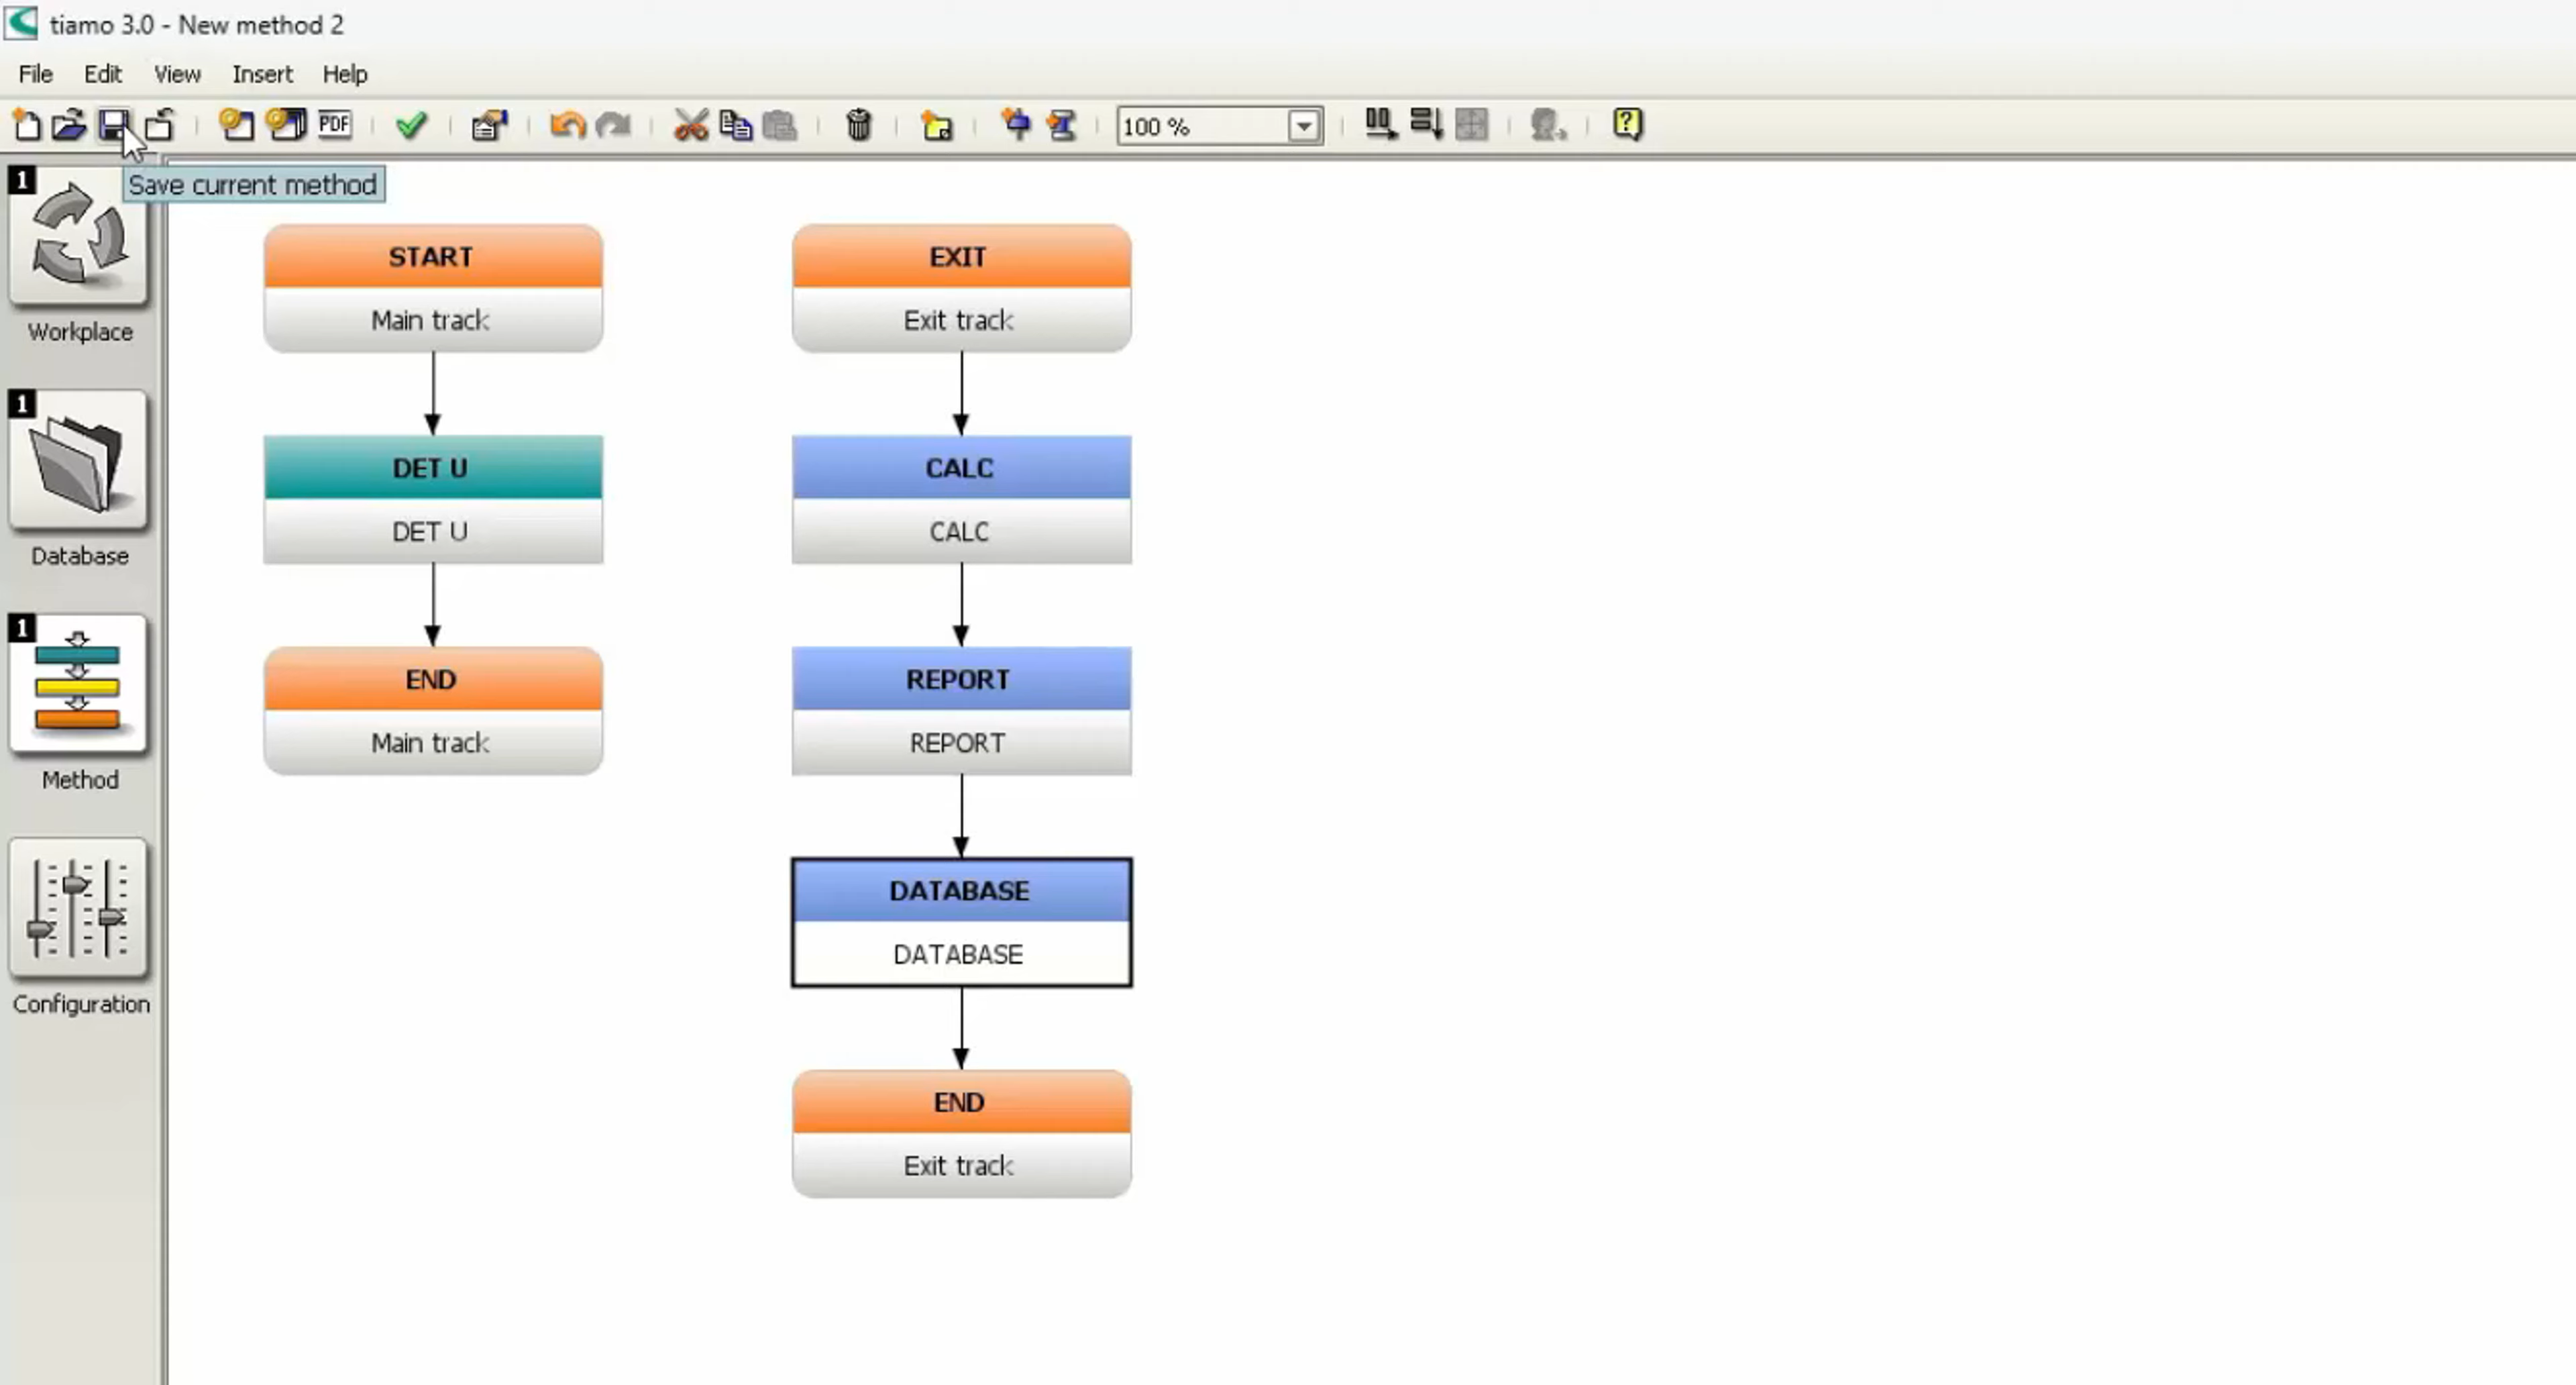 tiamo 3.0 - New method 2
File Edit View Insert Help
PDF 100 % ?
Save current method
1
Workplace
1
Database
1
Method
Configuration
START
Main track
DET U
DET U
END
Main track
EXIT
Exit track
CALC
CALC
REPORT
REPORT
DATABASE
DATABASE
END
Exit track